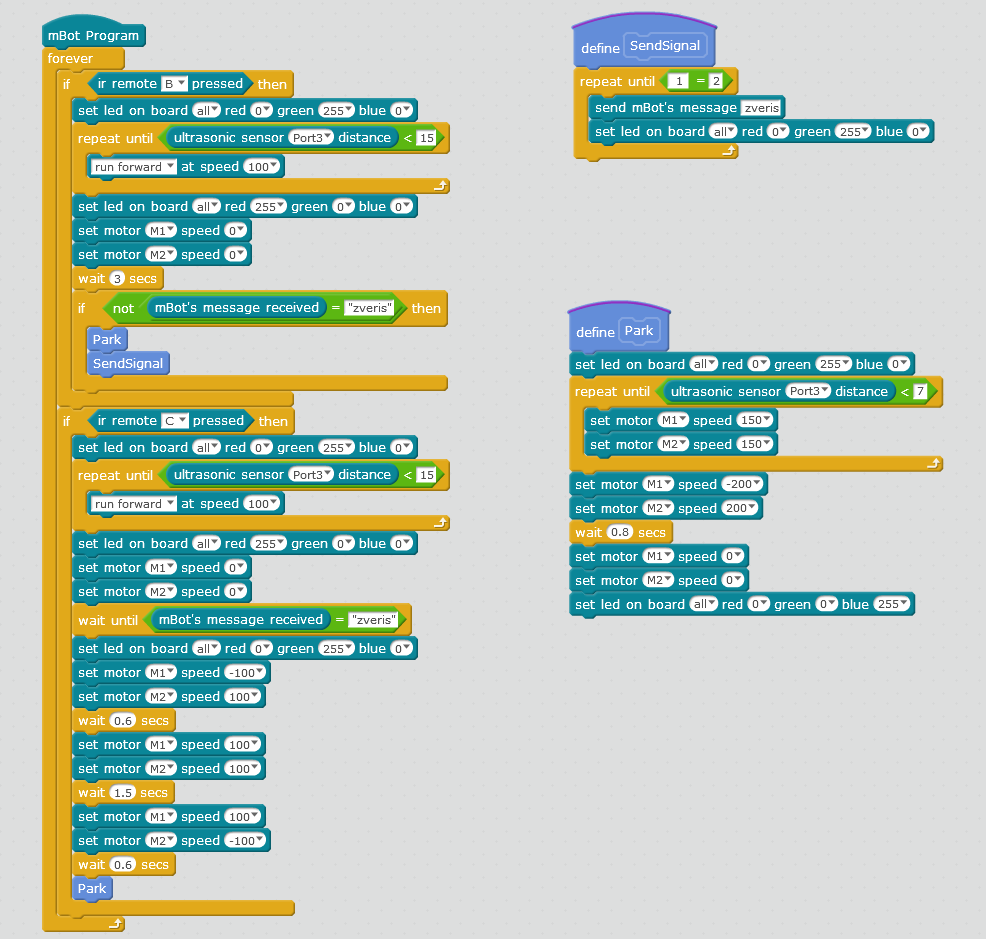 mBot Program
forever
if ir remote B pressed then
set led on board all red 0 green 255 blue 0
repeat until ultrasonic sensor Port3 distance < 15
run forward at speed 100
set led on board all red 255 green 0 blue 0
set motor M1 speed 0
set motor M2 speed 0
wait 3 secs
if not mBot's message received = "zveris" then
Park
SendSignal
if ir remote C pressed then
set led on board all red 0 green 255 blue 0
repeat until ultrasonic sensor Port3 distance < 15
run forward at speed 100
set led on board all red 255 green 0 blue 0
set motor M1 speed 0
set motor M2 speed 0
wait until mBot's message received = "zveris"
set led on board all red 0 green 255 blue 0
set motor M1 speed -100
set motor M2 speed 100
wait 0.6 secs
set motor M1 speed 100
set motor M2 speed 100
wait 1.5 secs
set motor M1 speed 100
set motor M2 speed -100
wait 0.6 secs
Park
define SendSignal
repeat until 1 = 2
send mBot's message zveris
set led on board all red 0 green 255 blue 0
define Park
set led on board all red 0 green 255 blue 0
repeat until ultrasonic sensor Port3 distance < 7
set motor M1 speed 150
set motor M2 speed 150
set motor M1 speed -200
set motor M2 speed 200
wait 0.8 secs
set motor M1 speed 0
set motor M2 speed 0
set led on board all red 0 green 0 blue 255